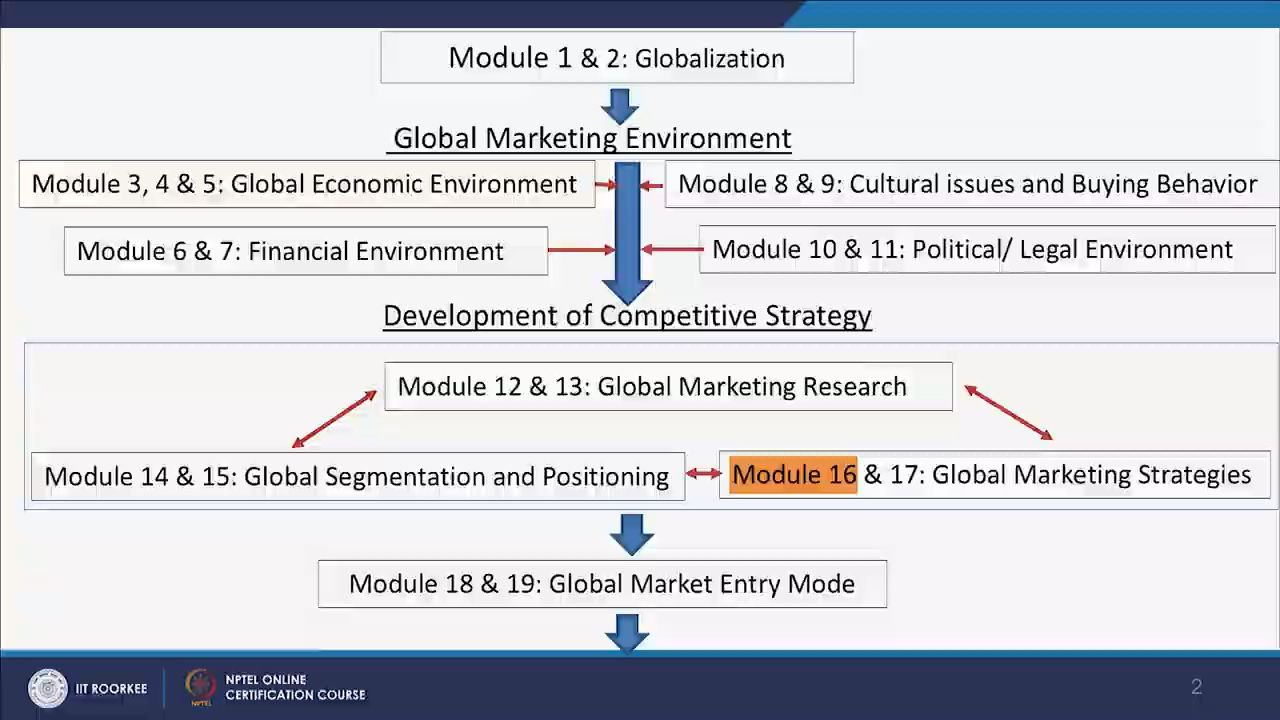 Module 1 & 2: Globalization
Global Marketing Environment
Module 3, 4 & 5: Global Economic Environment
Module 8 & 9: Cultural issues and Buying Behavior
Module 6 & 7: Financial Environment
Module 10 & 11: Political/ Legal Environment
Development of Competitive Strategy
Module 12 & 13: Global Marketing Research
Module 14 & 15: Global Segmentation and Positioning
Module 16 & 17: Global Marketing Strategies
Module 18 & 19: Global Market Entry Mode
IIT ROORKEE
NPTEL
NPTEL ONLINE
CERTIFICATION COURSE
2